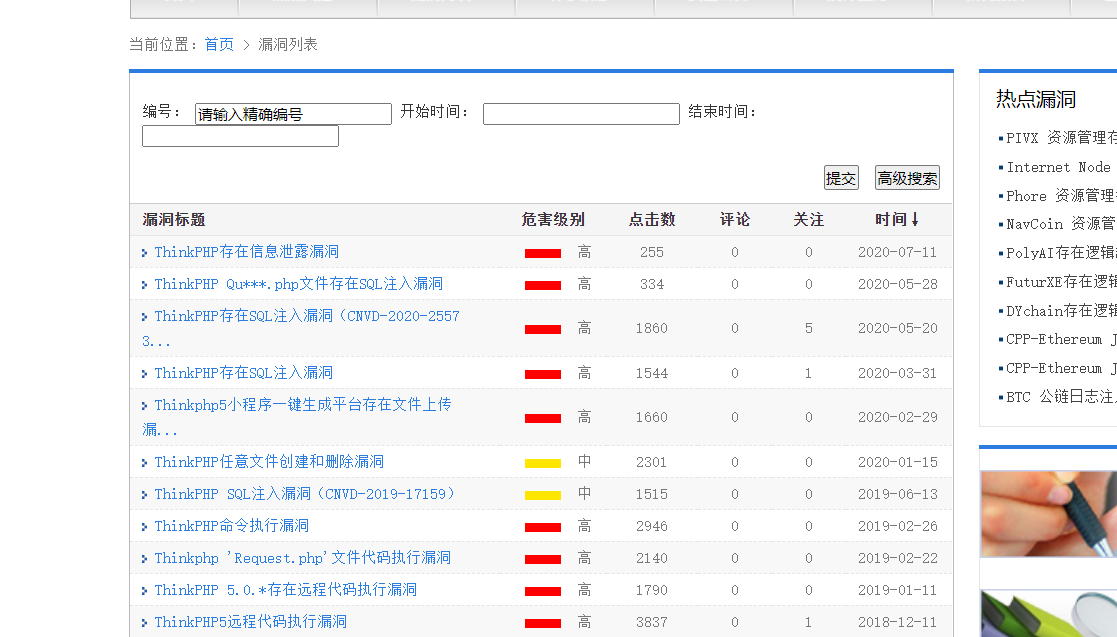 当前位置: 首页 > 漏洞列表
编号: 请输入精确编号 开始时间: 结束时间:
提交 高级搜索
漏洞标题 危害级别 点击数 评论 关注 时间↓
ThinkPHP存在信息泄露漏洞 高 255 0 0 2020-07-11
ThinkPHP Qu***.php文件存在SQL注入漏洞 高 334 0 0 2020-05-28
ThinkPHP存在SQL注入漏洞（CNVD-2020-2557
3... 高 1860 0 5 2020-05-20
ThinkPHP存在SQL注入漏洞 高 1544 0 1 2020-03-31
Thinkphp5小程序一键生成平台存在文件上传
漏... 高 1660 0 0 2020-02-29
ThinkPHP任意文件创建和删除漏洞 中 2301 0 0 2020-01-15
ThinkPHP SQL注入漏洞（CNVD-2019-17159） 中 1515 0 0 2019-06-13
ThinkPHP命令执行漏洞 高 2946 0 0 2019-02-26
Thinkphp 'Request.php'文件代码执行漏洞 高 2140 0 0 2019-02-22
ThinkPHP 5.0.*存在远程代码执行漏洞 高 1790 0 0 2019-01-11
ThinkPHP5远程代码执行漏洞 高 3837 0 1 2018-12-11
热点漏洞
PIVX 资源管理存
Internet Node
Phore 资源管理
NavCoin 资源管
PolyAI存在逻辑
FuturXE存在逻辑
DYchain存在逻辑
CPP-Ethereum J
CPP-Ethereum J
BTC 公链日志注